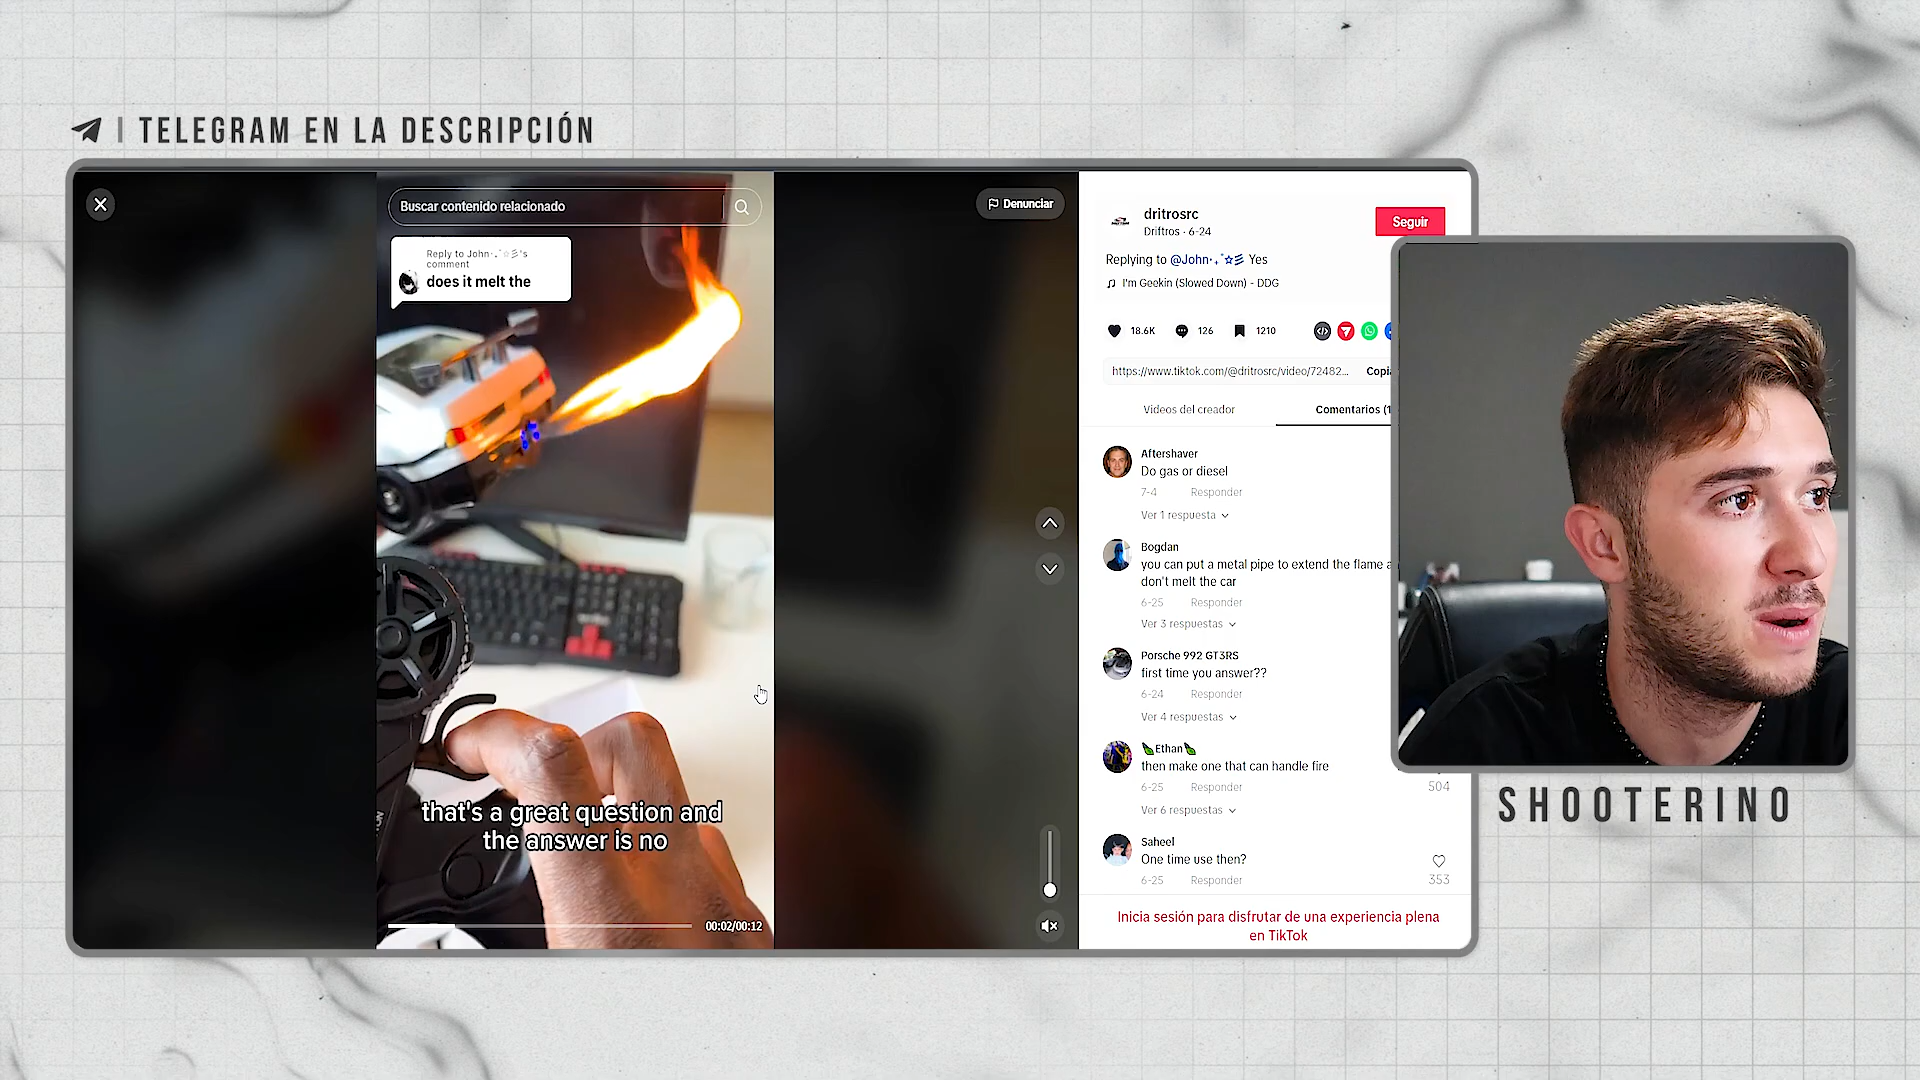 TELEGRAM EN LA DESCRIPCIÓN
Buscar contenido relacionado
Denunciar
Reply to John
's
comment
does it melt the
that's a great question and
the answer is no
00:02/00:12
dritrosrc
Driftros · 6-24
Seguir
Replying to @John Yes
I'm Geekin (Slowed Down) - DDG
18.6K
126
1210
https://www.tiktok.com/@dritrosrc/video/72482...
Copia
Videos del creador
Comentarios (1
Aftershaver
Do gas or diesel
7-4 Responder
Ver 1 respuesta
Bogdan
you can put a metal pipe to extend the flame a
don't melt the car
6-25 Responder
Ver 3 respuestas
Porsche 992 GT3RS
first time you answer??
6-24 Responder
Ver 4 respuestas
Ethan
then make one that can handle fire
6-25 Responder
504
Ver 6 respuestas
Saheel
One time use then?
6-25 Responder
353
Inicia sesión para disfrutar de una experiencia plena
en TikTok
SHOOTERINO